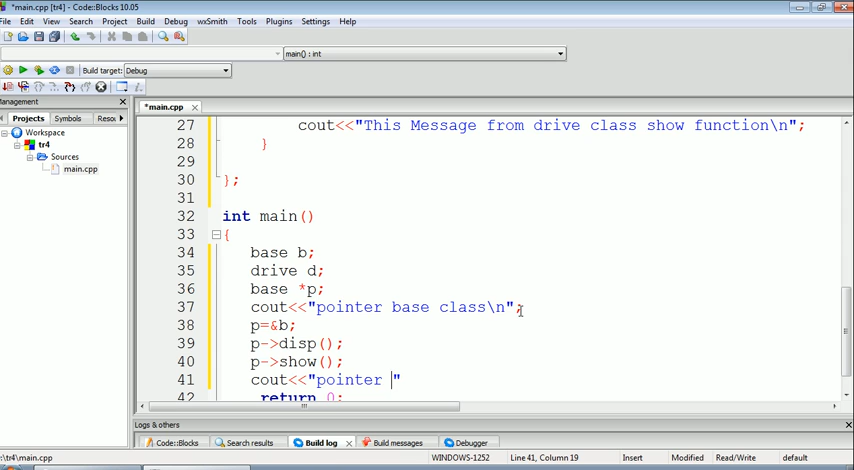 *main.cpp [tr4] - Code::Blocks 10.05
File Edit View Search Project Build Debug wxSmith Tools Plugins Settings Help
main() : int
Build target: Debug
Management
*main.cpp
Projects Symbols Reso
Workspace
tr4
Sources
main.cpp
27 cout<<"This Message from drive class show function\n";
28 }
29
30 };
31
32 int main()
33 {
34 base b;
35 drive d;
36 base *p;
37 cout<<"pointer base class\n";
38 p=&b;
39 p->disp();
40 p->show();
41 cout<<"pointer "
42 return 0;
Logs & others
Code::Blocks Search results Build log Build messages Debugger
:\tr4\main.cpp WINDOWS-1252 Line 41, Column 19 Insert Modified Read/Write default